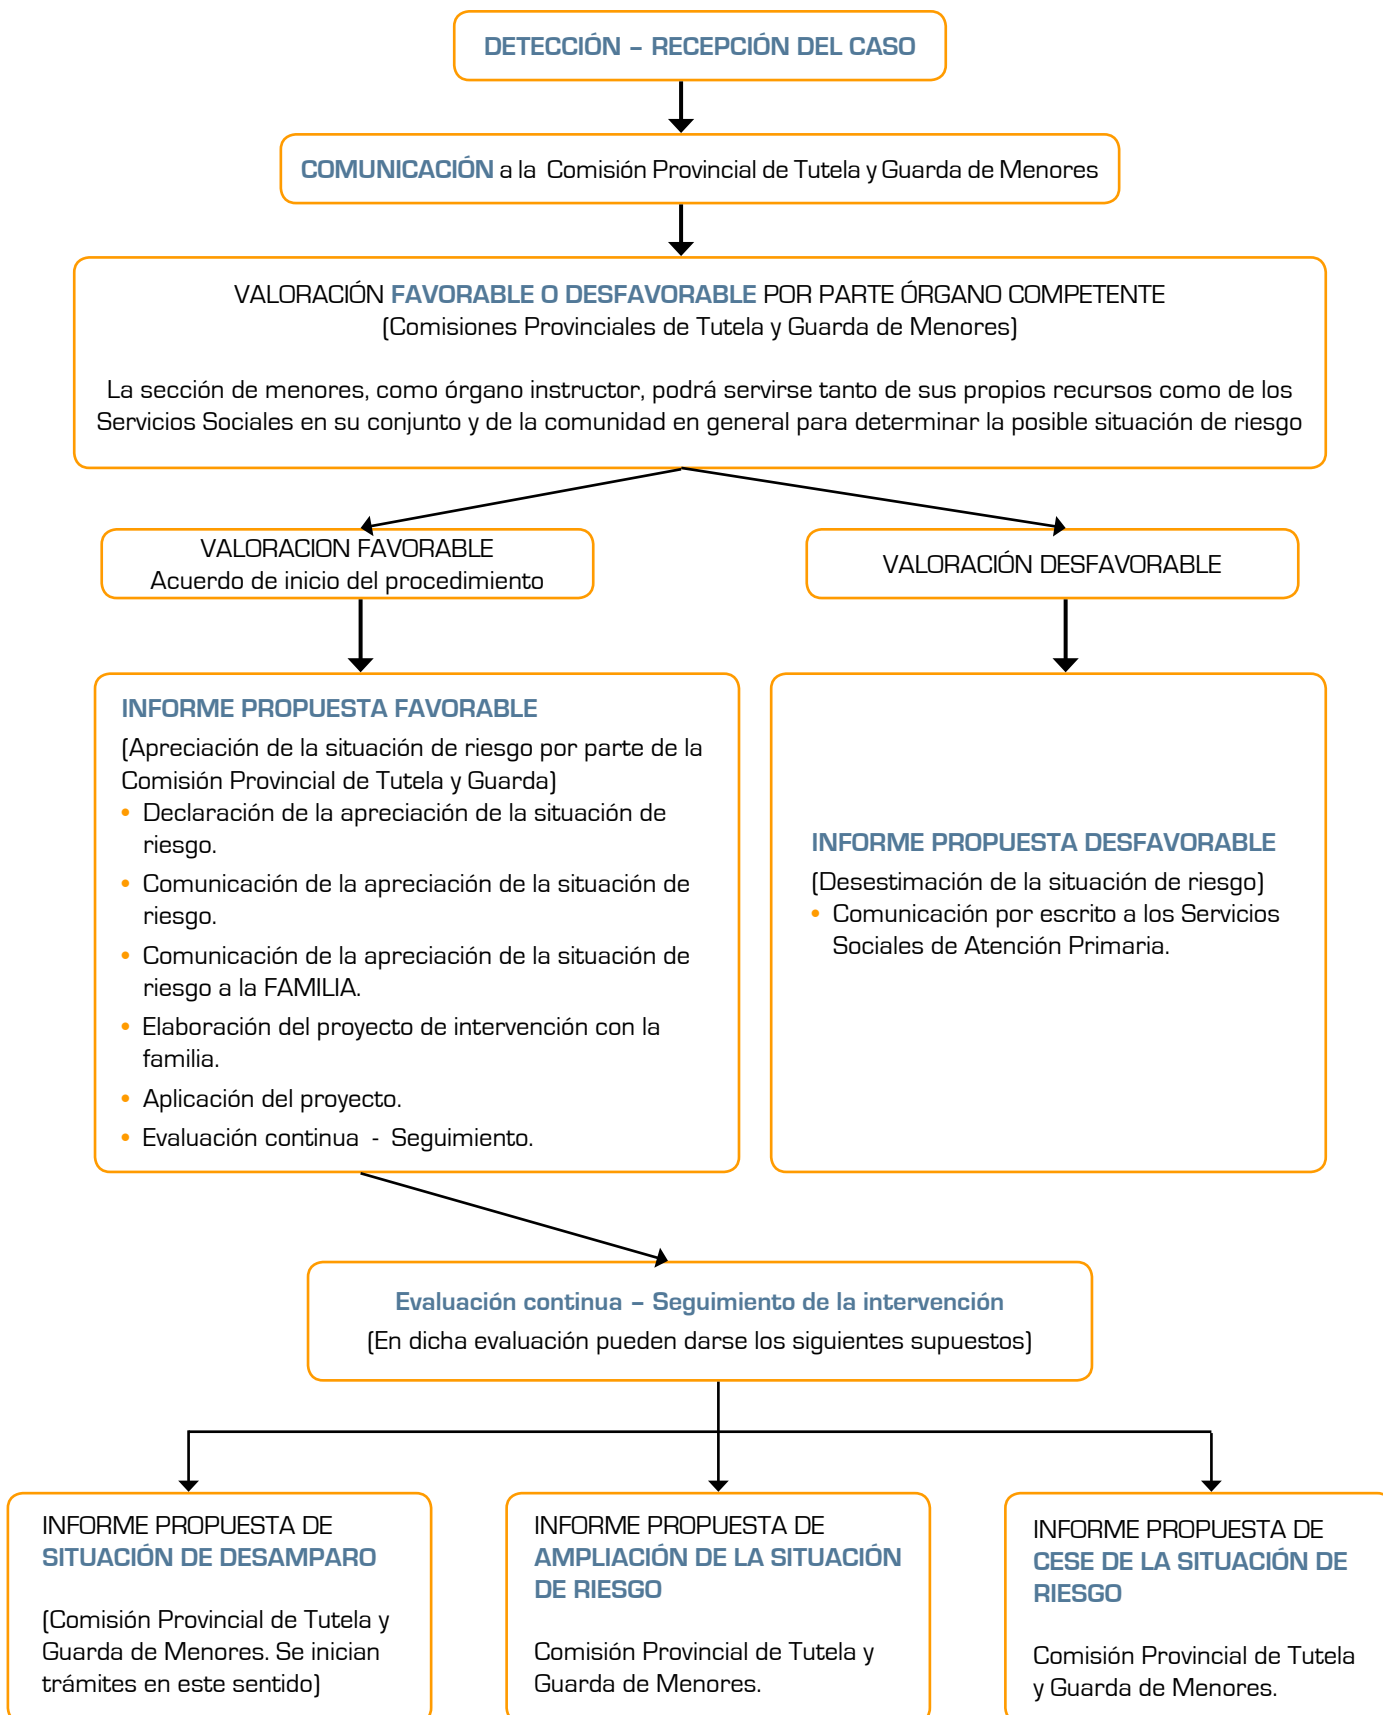 DETECCIÓN – RECEPCIÓN DEL CASO
COMUNICACIÓN a la Comisión Provincial de Tutela y Guarda de Menores
VALORACIÓN FAVORABLE O DESFAVORABLE POR PARTE ÓRGANO COMPETENTE
(Comisiones Provinciales de Tutela y Guarda de Menores)
La sección de menores, como órgano instructor, podrá servirse tanto de sus propios recursos como de los
Servicios Sociales en su conjunto y de la comunidad en general para determinar la posible situación de riesgo
VALORACION FAVORABLE
Acuerdo de inicio del procedimiento
VALORACIÓN DESFAVORABLE
INFORME PROPUESTA FAVORABLE
(Apreciación de la situación de riesgo por parte de la
Comisión Provincial de Tutela y Guarda)
• Declaración de la apreciación de la situación de
riesgo.
• Comunicación de la apreciación de la situación de
riesgo.
• Comunicación de la apreciación de la situación de
riesgo a la FAMILIA.
• Elaboración del proyecto de intervención con la
familia.
• Aplicación del proyecto.
• Evaluación continua - Seguimiento.
INFORME PROPUESTA DESFAVORABLE
(Desestimación de la situación de riesgo)
• Comunicación por escrito a los Servicios
Sociales de Atención Primaria.
Evaluación continua – Seguimiento de la intervención
(En dicha evaluación pueden darse los siguientes supuestos)
INFORME PROPUESTA DE
SITUACIÓN DE DESAMPARO
(Comisión Provincial de Tutela y
Guarda de Menores. Se inician
trámites en este sentido)
INFORME PROPUESTA DE
AMPLIACIÓN DE LA SITUACIÓN
DE RIESGO
Comisión Provincial de Tutela y
Guarda de Menores.
INFORME PROPUESTA DE
CESE DE LA SITUACIÓN DE
RIESGO
Comisión Provincial de Tutela
y Guarda de Menores.